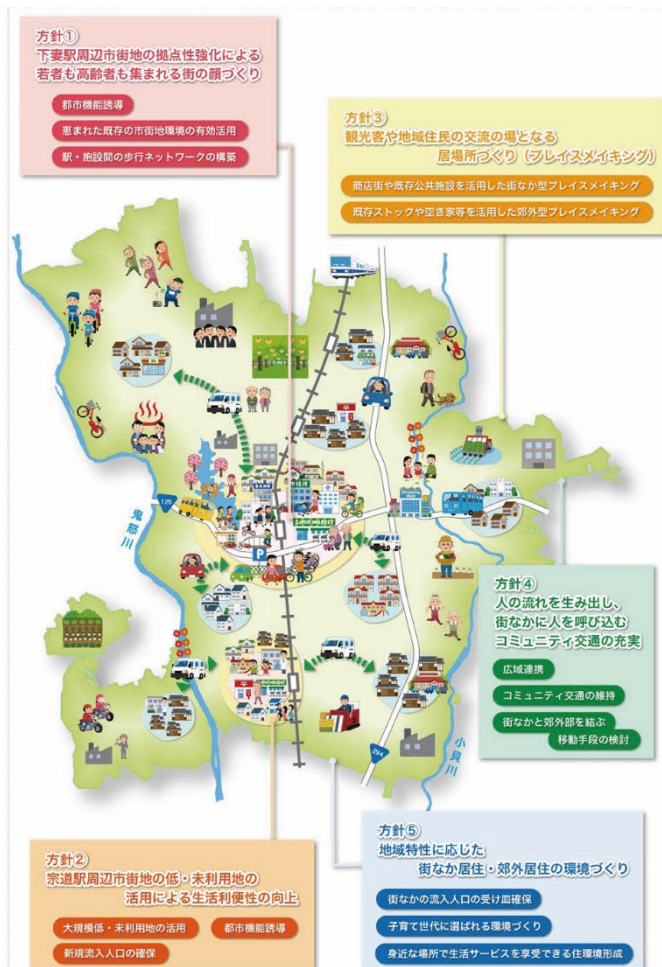 方針①
下妻駅周辺市街地の拠点性強化による
若者も高齢者も集まれる街の顔づくり
都市機能誘導
恵まれた既存の市街地環境の有効活用
駅・施設間の歩行ネットワークの構築
方針③
観光客や地域住民の交流の場となる
居場所づくり（プレイスメイキング）
商店街や既存公共施設を活用した街なか型プレイスメイキング
既存ストックや空き家等を活用した郊外型プレイスメイキング
BANK
市役所
SUPER MARKET
Shopping Mall
125
P
鬼怒川
方針④
人の流れを生み出し、
街なかに人を呼び込む
コミュニティ交通の充実
広域連携
コミュニティ交通の維持
街なかと郊外部を結ぶ
移動手段の検討
294
小貝川
方針②
宗道駅周辺市街地の低・未利用地の
活用による生活利便性の向上
大規模低・未利用地の活用
都市機能誘導
新規流入人口の確保
方針⑤
地域特性に応じた
街なか居住・郊外居住の環境づくり
街なかの流入人口の受け皿確保
子育て世代に選ばれる環境づくり
身近な場所で生活サービスを享受できる住環境形成